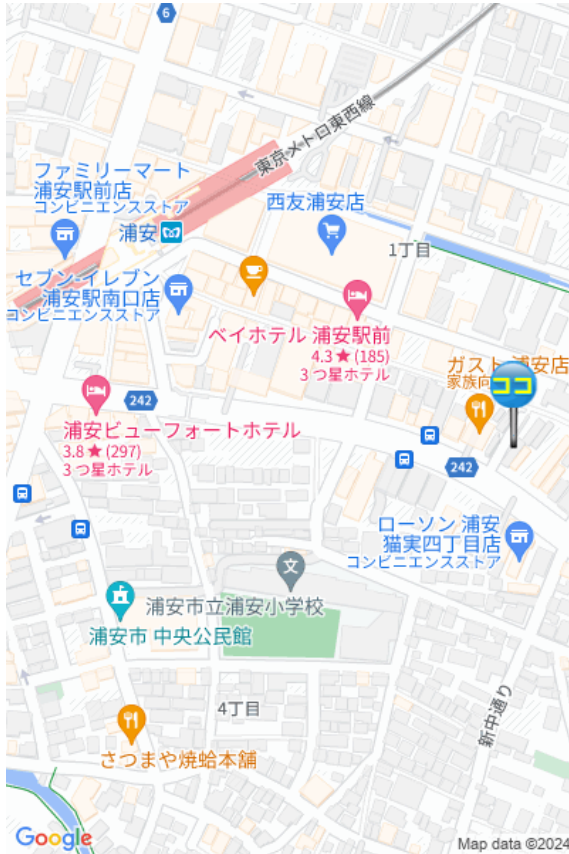 6
東京メトロ東西線
ファミリーマート
浦安駅前店
コンビニエンスストア
西友浦安店
浦安
1丁目
セブン-イレブン
浦安駅南口店
コンビニエンスストア
ベイホテル 浦安駅前
4.3★(185)
3 つ星ホテル
ガスト 浦安店
家族向
ココ
242
浦安ビューフォートホテル
3.8★(297)
3 つ星ホテル
242
ローソン 浦安
猫実四丁目店
コンビニエンスストア
文
浦安市立浦安小学校
浦安市 中央公民館
4丁目
新中通り
さつまや焼蛤本舗
Google
Map data ©2024